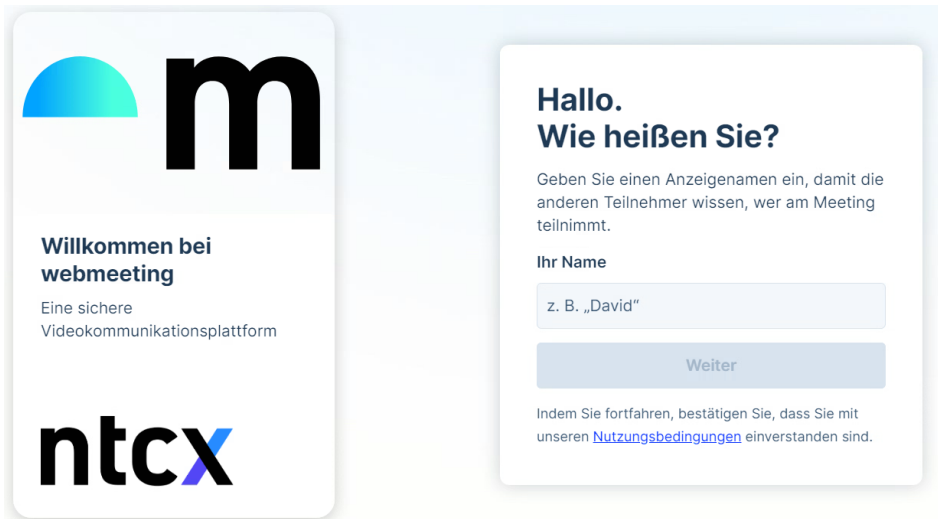 m
Willkommen bei
webmeeting
Eine sichere
Videokommunikationsplattform
ntcx
Hallo.
Wie heißen Sie?
Geben Sie einen Anzeigenamen ein, damit die
anderen Teilnehmer wissen, wer am Meeting
teilnimmt.
Ihr Name
z. B. „David“
Weiter
Indem Sie fortfahren, bestätigen Sie, dass Sie mit
unseren Nutzungsbedingungen einverstanden sind.